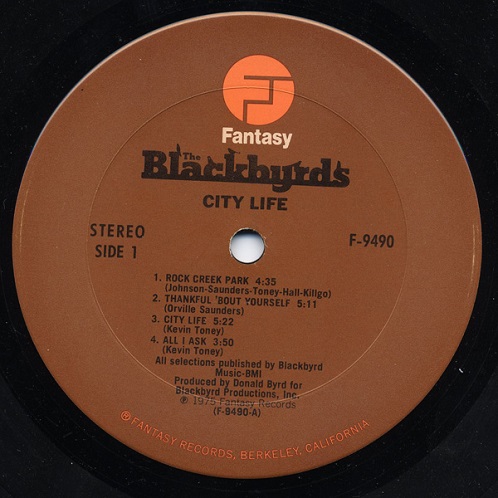 Fantasy
The
Blackbyrds
CITY LIFE
STEREO
SIDE 1
F-9490
1. ROCK CREEK PARK 4:35
(Johnson-Saunders-Toney-Hall-Killgo)
2. THANKFUL 'BOUT YOURSELF 5:11
(Orville Saunders)
3. CITY LIFE 5:22
(Kevin Toney)
4. ALL I ASK 3:50
(Kevin Toney)
All selections published by Blackbyrd
Music-BMI
Produced by Donald Byrd for
Blackbyrd Productions, Inc.
℗ 1975 Fantasy Records
(F-9490-A)
® FANTASY RECORDS, BERKELEY, CALIFORNIA